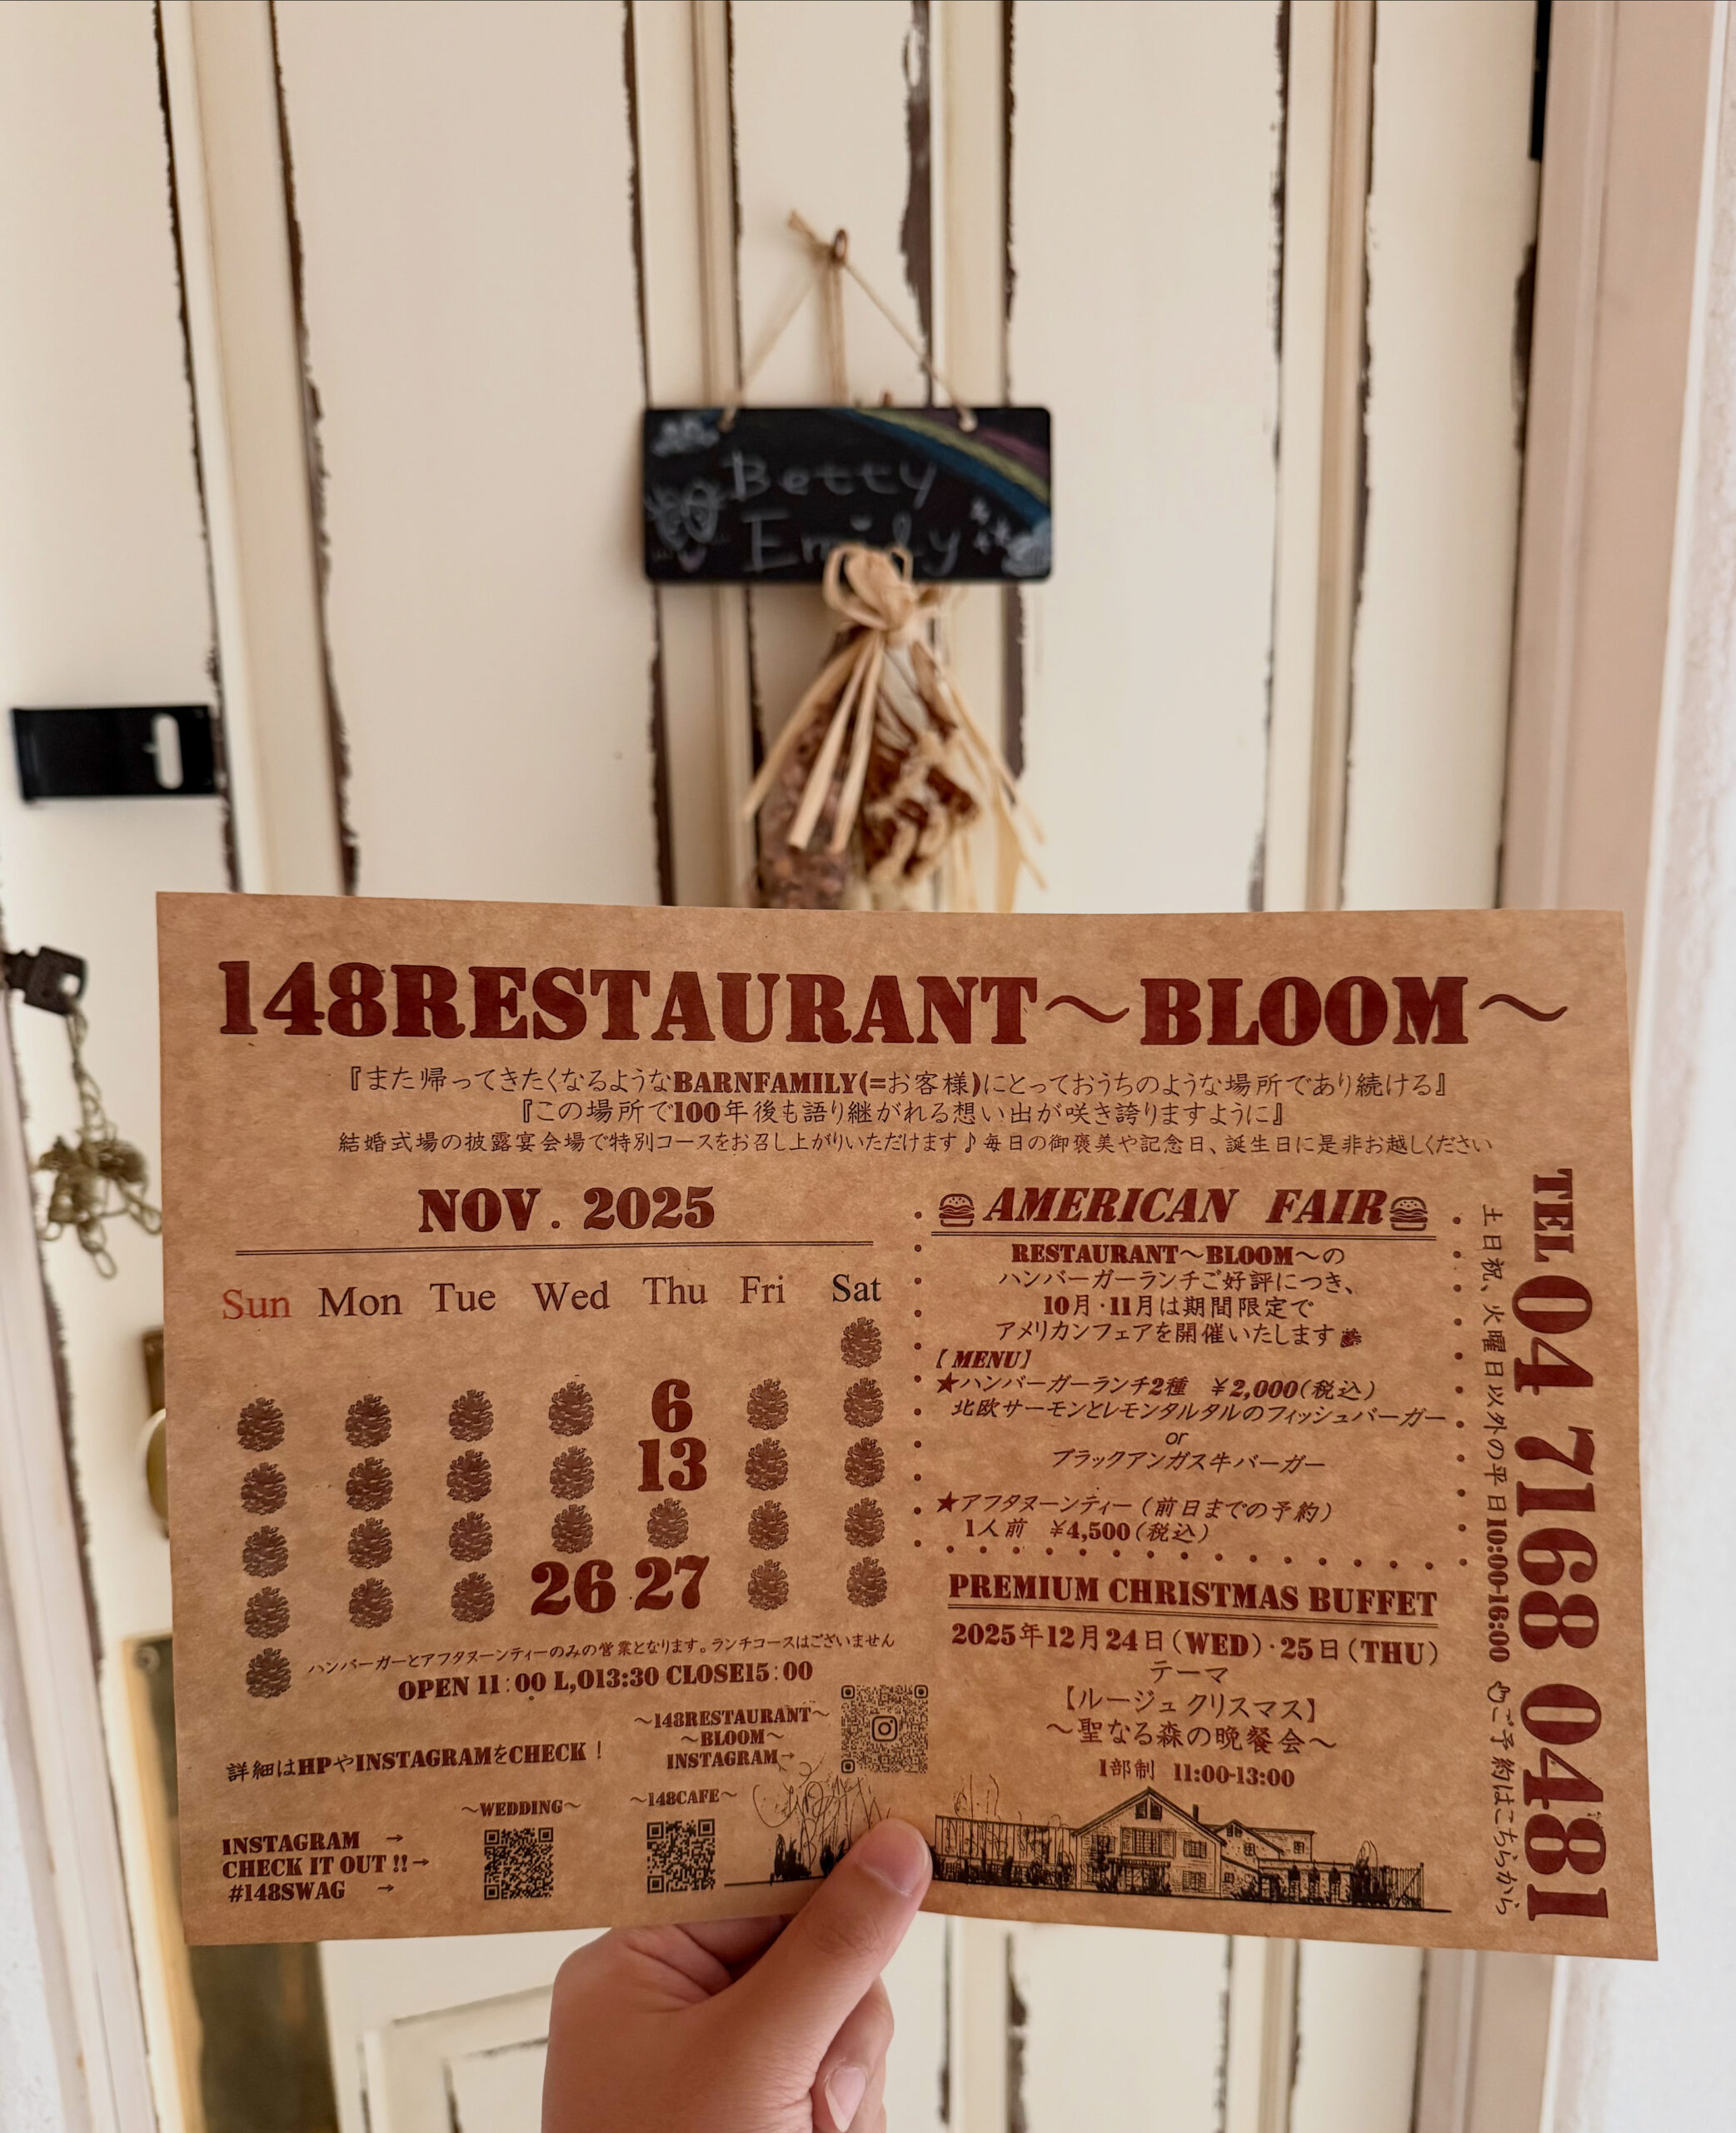 Betty
Emily
148RESTAURANT～BLOOM～
『また帰ってきたくなるようなBARNFAMILY(=お客様)にとっておうちのような場所であり続ける』
『この場所で100年後も語り継がれる想い出が咲き誇りますように』
結婚式場の披露宴会場で特別コースをお召し上がりいただけます♪毎日の御褒美や記念日、誕生日に是非お越しください
NOV. 2025
Sun Mon Tue Wed Thu Fri Sat
6
13
26 27
ハンバーガーとアフタヌーンティーのみの営業となります。ランチコースはございません
OPEN 11:00 L,O13:30 CLOSE15:00
詳細はHPやINSTAGRAMをCHECK！
～148RESTAURANT～
～BLOOM～
INSTAGRAM→
～WEDDING～
～148CAFE～
INSTAGRAM →
CHECK IT OUT !!→
#148SWAG →
AMERICAN FAIR
RESTAURANT～BLOOM～の
ハンバーガーランチご好評につき、
10月·11月は期間限定で
アメリカンフェアを開催いたします
【MENU】
★ハンバーガーランチ2種 ¥2,000(税込)
北欧サーモンとレモンタルタルのフィッシュバーガー
or
ブラックアンガス牛バーガー
★アフタヌーンティー(前日までの予約)
1人前 ¥4,500(税込)
PREMIUM CHRISTMAS BUFFET
2025年12月24日(WED)·25日(THU)
テーマ
【ルージュクリスマス】
～聖なる森の晩餐会～
1部制 11:00-13:00
TEL 04 7168 0481
土日祝、火曜日以外の平日10:00-16:00 ご予約はこちらから